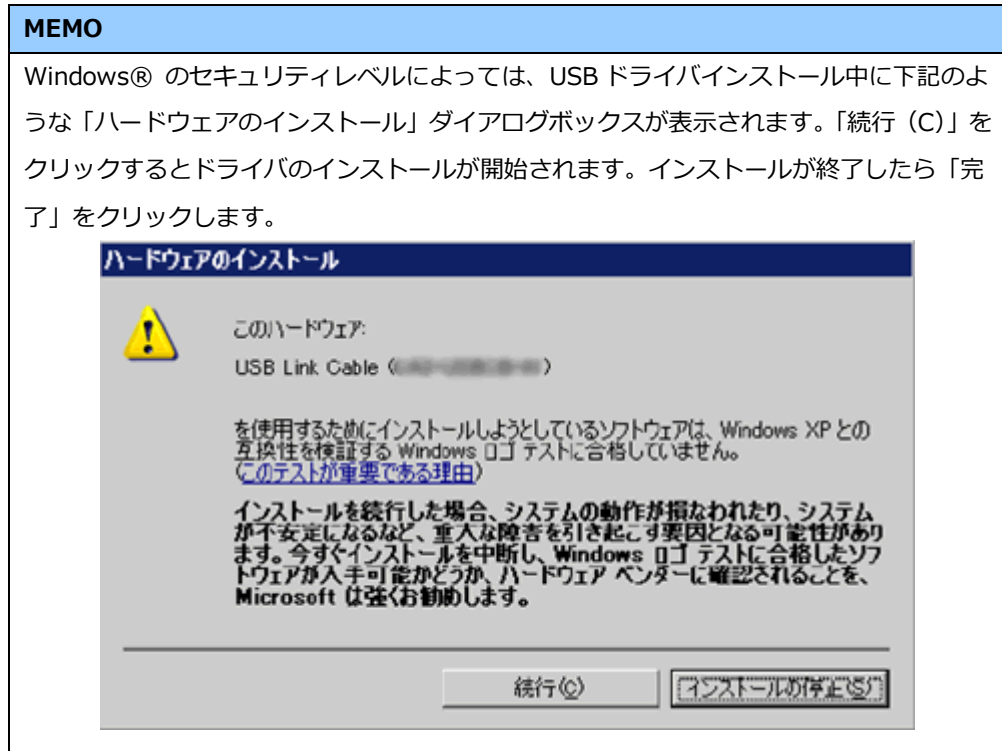 MEMO
Windows® のセキュリティレベルによっては、USB ドライバインストール中に下記のよ
うな「ハードウェアのインストール」ダイアログボックスが表示されます。「続行（C）」を
クリックするとドライバのインストールが開始されます。インストールが終了したら「完
了」をクリックします。
ハードウェアのインストール
このハードウェア:
USB Link Cable ( )
を使用するためにインストールしようとしているソフトウェアは、Windows XP との
互換性を検証する Windows ロゴ テストに合格していません。
(このテストが重要である理由)
インストールを続行した場合、システムの動作が損なわれたり、システム
が不安定になるなど、重大な障害を引き起こす要因となる可能性があり
ます。今すぐインストールを中断し、Windows ロゴ テストに合格したソフ
トウェアが入手可能かどうか、ハードウェア ベンダーに確認されることを、
Microsoft は強くお勧めします。
続行(C)
インストールの停止(S)